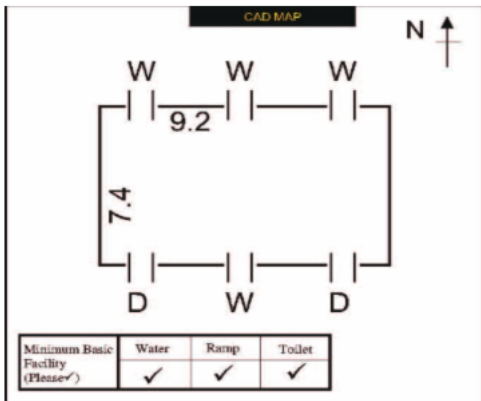 CAD MAP
N
W W W
9.2
7.4
D W D
Minimum Basic Facility (Please✓) Water Ramp Toilet
✓ ✓ ✓